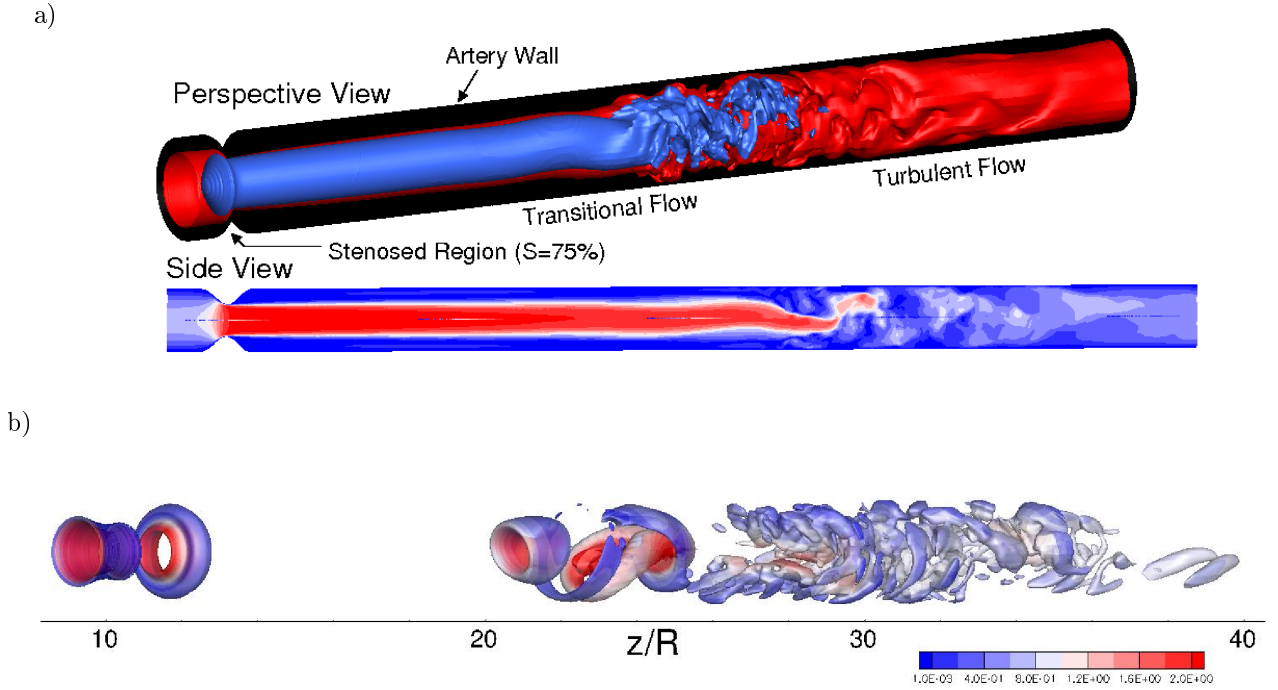 a)
Artery Wall
Perspective View
Turbulent Flow
Transitional Flow
Stenosed Region (S=75%)
Side View
b)
10
20
z/R
30
40
1.0E-03 4.0E-01 8.0E-01 1.2E+00 1.6E+00 2.0E+00